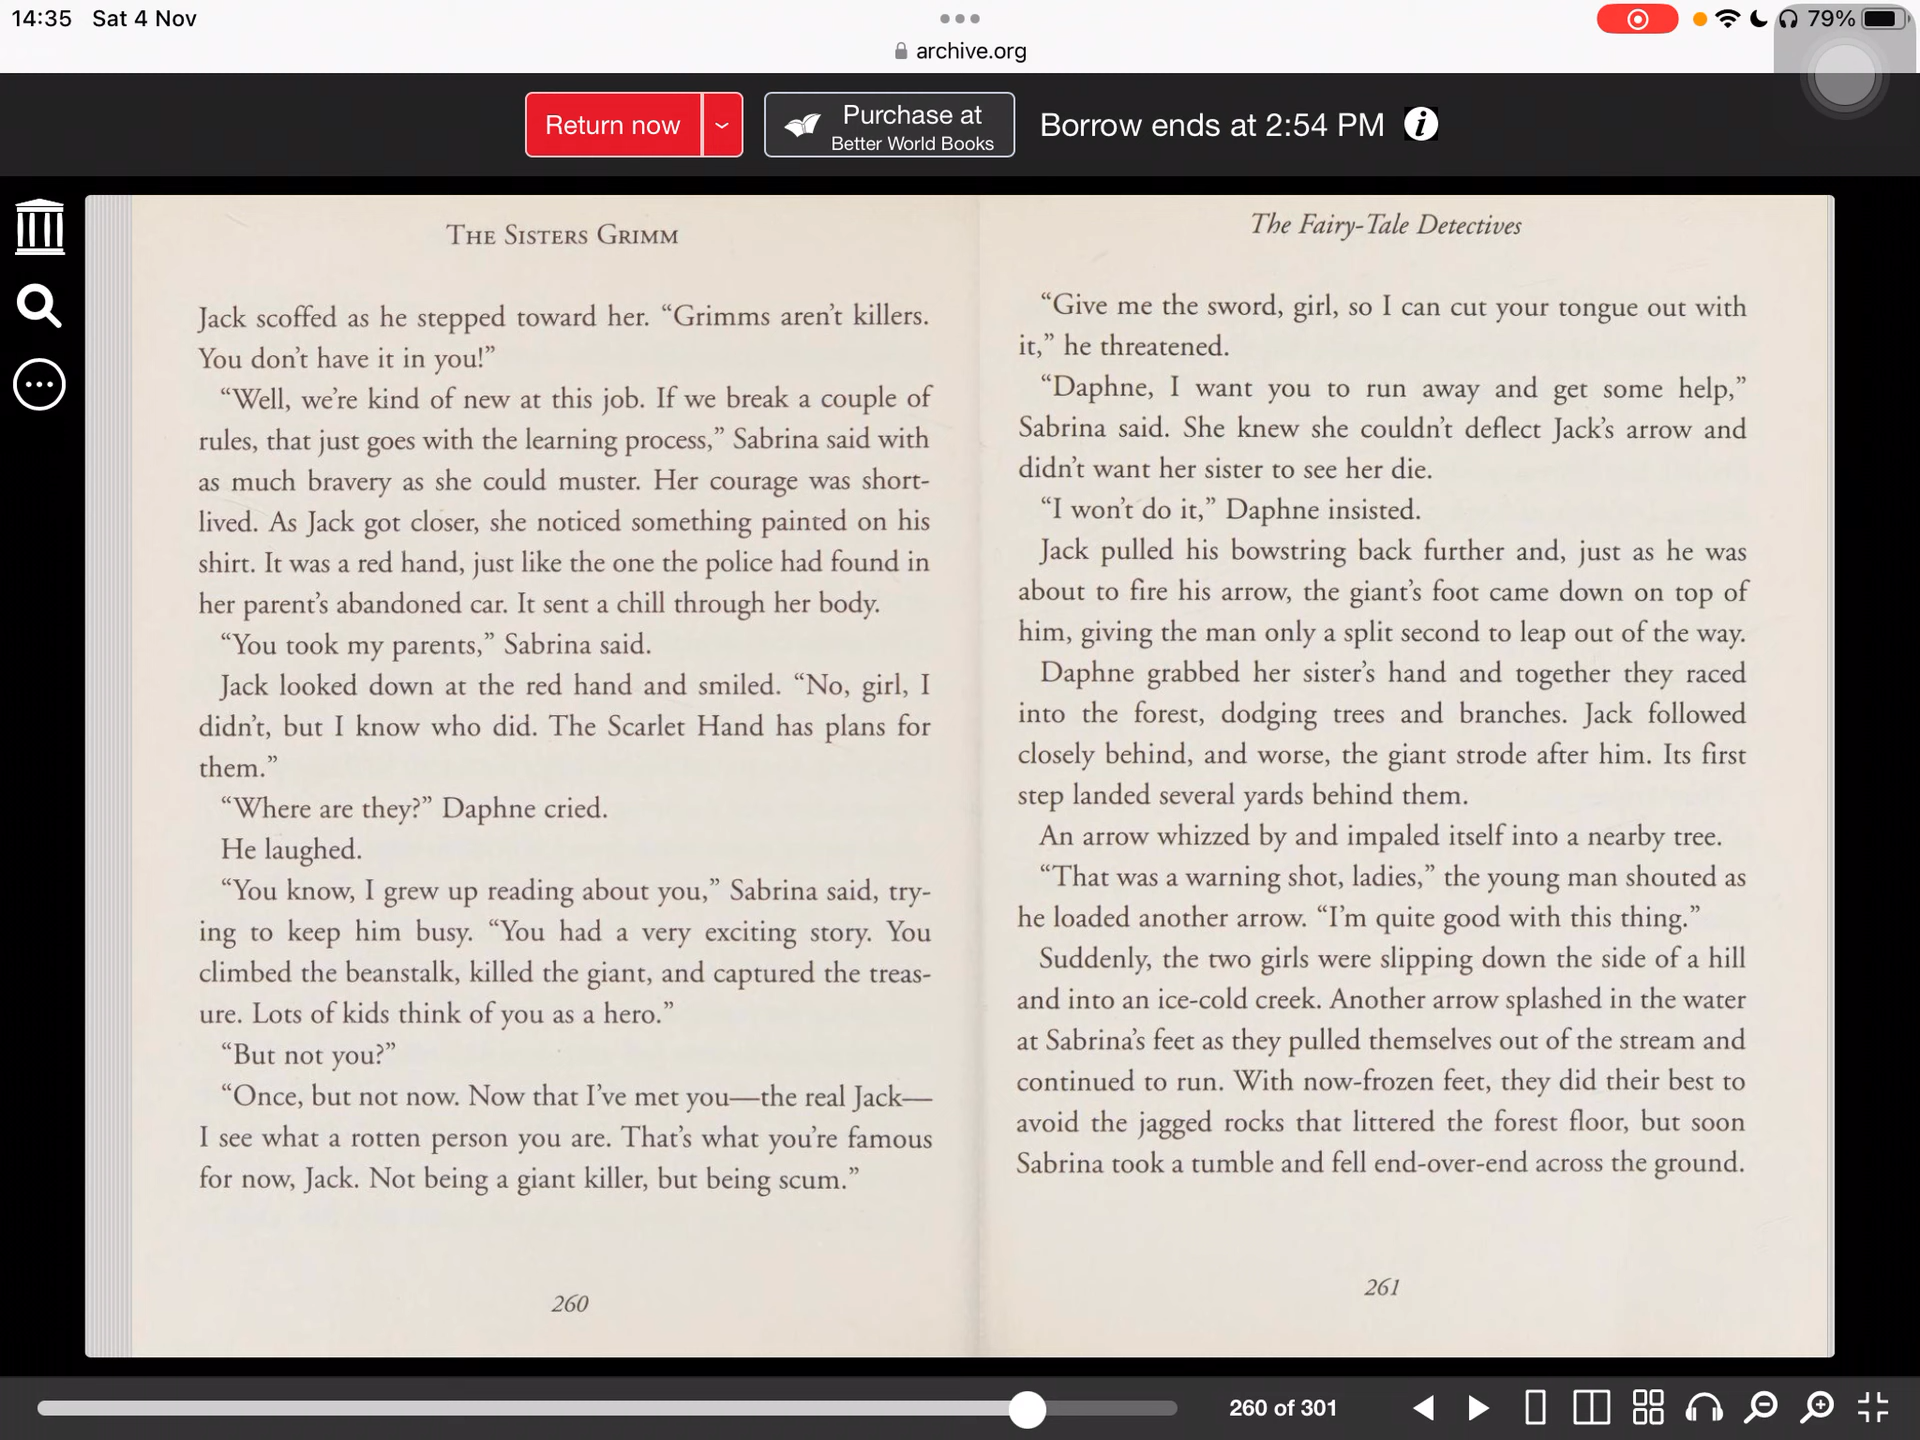 14:35 Sat 4 Nov
79%
archive.org
Return now
Purchase at
Better World Books
Borrow ends at 2:54 PM
The Sisters Grimm
Jack scoffed as he stepped toward her. “Grimms aren’t killers.
You don’t have it in you!”
“Well, we’re kind of new at this job. If we break a couple of
rules, that just goes with the learning process,” Sabrina said with
as much bravery as she could muster. Her courage was short-
lived. As Jack got closer, she noticed something painted on his
shirt. It was a red hand, just like the one the police had found in
her parent’s abandoned car. It sent a chill through her body.
“You took my parents,” Sabrina said.
Jack looked down at the red hand and smiled. “No, girl, I
didn’t, but I know who did. The Scarlet Hand has plans for
them.”
“Where are they?” Daphne cried.
He laughed.
“You know, I grew up reading about you,” Sabrina said, try-
ing to keep him busy. “You had a very exciting story. You
climbed the beanstalk, killed the giant, and captured the treas-
ure. Lots of kids think of you as a hero.”
“But not you?”
“Once, but not now. Now that I’ve met you—the real Jack—
I see what a rotten person you are. That’s what you’re famous
for now, Jack. Not being a giant killer, but being scum.”
260
The Fairy-Tale Detectives
“Give me the sword, girl, so I can cut your tongue out with
it,” he threatened.
“Daphne, I want you to run away and get some help,”
Sabrina said. She knew she couldn’t deflect Jack’s arrow and
didn’t want her sister to see her die.
“I won’t do it,” Daphne insisted.
Jack pulled his bowstring back further and, just as he was
about to fire his arrow, the giant’s foot came down on top of
him, giving the man only a split second to leap out of the way.
Daphne grabbed her sister’s hand and together they raced
into the forest, dodging trees and branches. Jack followed
closely behind, and worse, the giant strode after him. Its first
step landed several yards behind them.
An arrow whizzed by and impaled itself into a nearby tree.
“That was a warning shot, ladies,” the young man shouted as
he loaded another arrow. “I’m quite good with this thing.”
Suddenly, the two girls were slipping down the side of a hill
and into an ice-cold creek. Another arrow splashed in the water
at Sabrina’s feet as they pulled themselves out of the stream and
continued to run. With now-frozen feet, they did their best to
avoid the jagged rocks that littered the forest floor, but soon
Sabrina took a tumble and fell end-over-end across the ground.
261
260 of 301